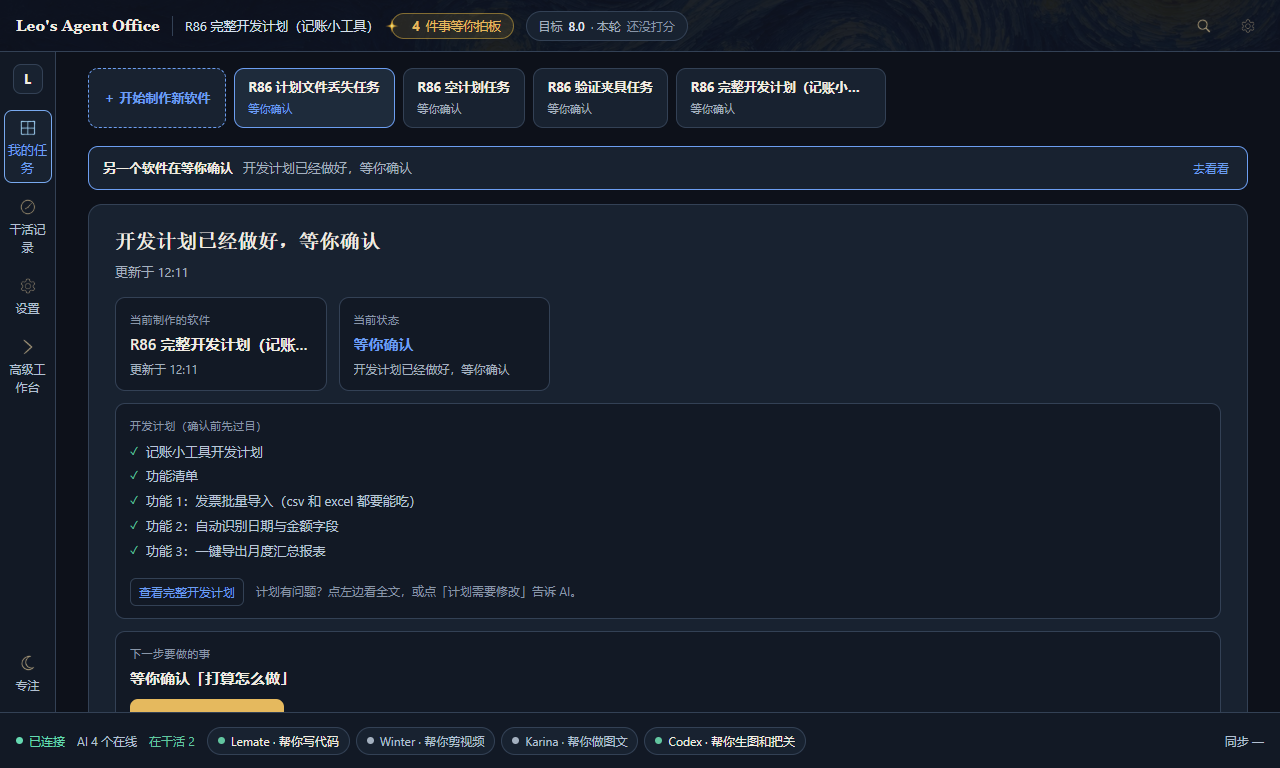 Leo's Agent Office
R86 完整开发计划（记账小工具）
4 件事等你拍板
目标 8.0 · 本轮 还没打分
L
我的任务
干活记录
设置
高级工作台
专注
+ 开始制作新软件
R86 计划文件丢失任务
等你确认
R86 空计划任务
等你确认
R86 验证夹具任务
等你确认
R86 完整开发计划（记账小...
等你确认
另一个软件在等你确认 开发计划已经做好，等你确认
去看看
开发计划已经做好，等你确认
更新于 12:11
当前制作的软件
R86 完整开发计划（记账...
更新于 12:11
当前状态
等你确认
开发计划已经做好，等你确认
开发计划（确认前先过目）
✓ 记账小工具开发计划
✓ 功能清单
✓ 功能 1：发票批量导入（csv 和 excel 都要能吃）
✓ 功能 2：自动识别日期与金额字段
✓ 功能 3：一键导出月度汇总报表
查看完整开发计划
计划有问题？点左边看全文，或点「计划需要修改」告诉 AI。
下一步要做的事
等你确认「打算怎么做」
已连接 AI 4 个在线 在干活 2
Lemate · 帮你写代码
Winter · 帮你剪视频
Karina · 帮你做图文
Codex · 帮你生图和把关
同步 —